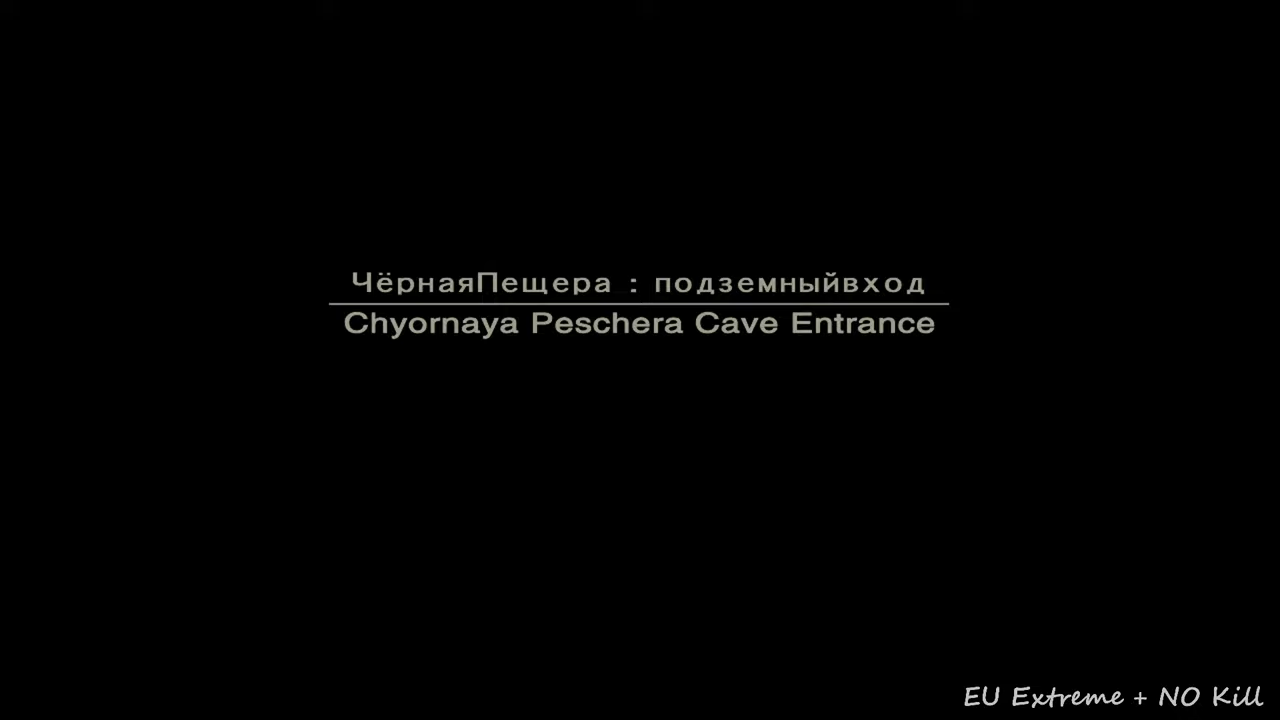 ЧёрнаяПещера : подземныйвход
Chyornaya Peschera Cave Entrance
EU Extreme + NO Kill